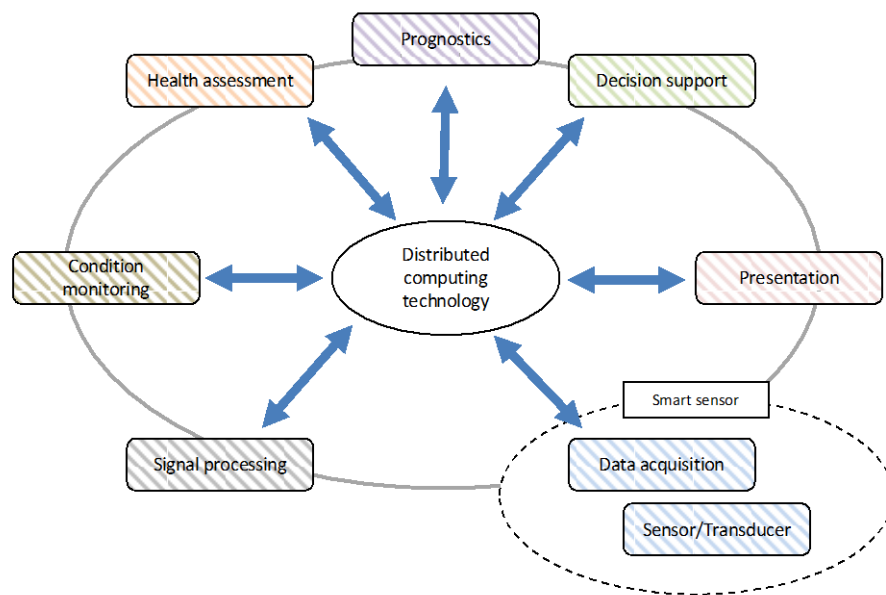 Prognostics
Health assessment
Decision support
Distributed
computing
technology
Condition
monitoring
Presentation
Smart sensor
Signal processing
Data acquisition
Sensor/Transducer